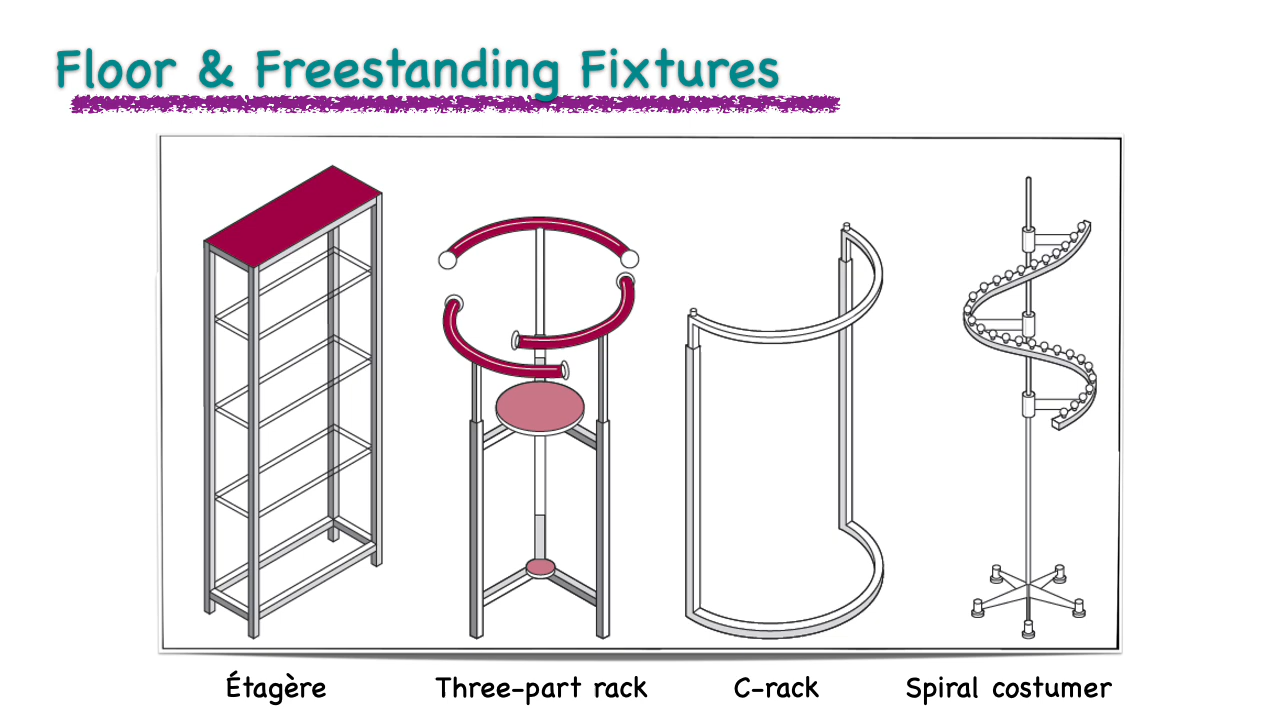 Floor & Freestanding Fixtures
Étagère
Three-part rack
C-rack
Spiral costumer